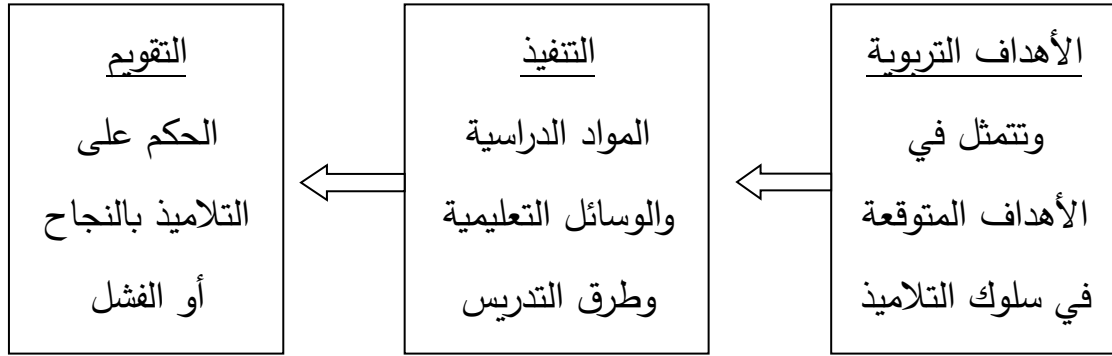 الأهداف التربوية
وتتمثل في
الأهداف المتوقعة
في سلوك التلاميذ
التنفيذ
المواد الدراسية
والوسائل التعليمية
وطرق التدريس
التقويم
الحكم على
التلاميذ بالنجاح
أو الفشل